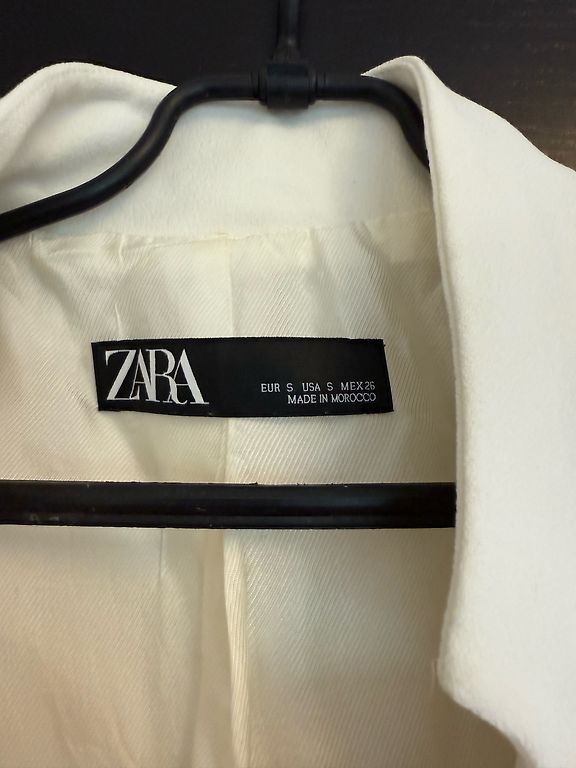 ZARA
EUR S USA S MEX 26
MADE IN MOROCCO